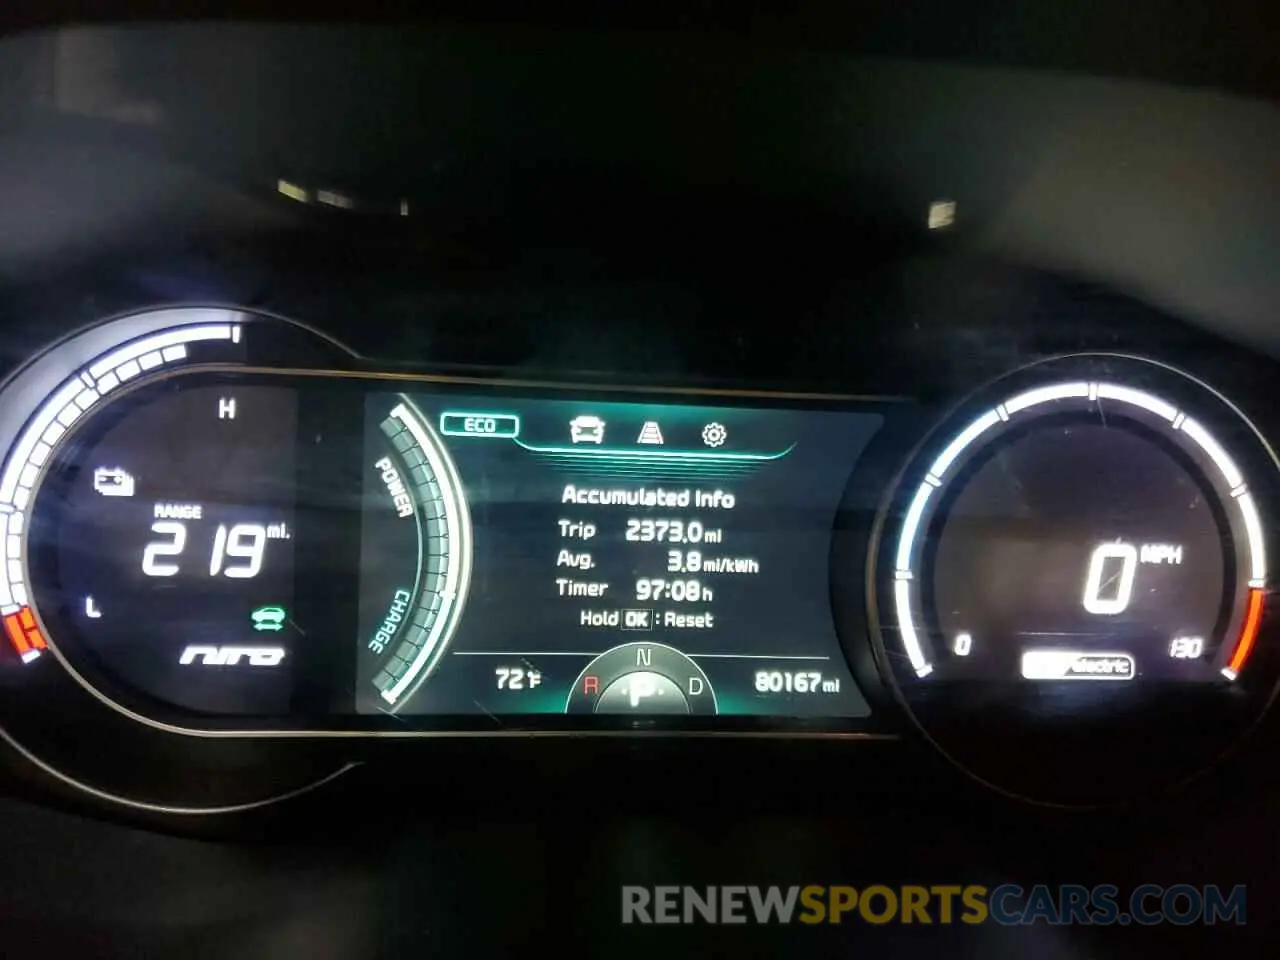 H
RANGE
219 mi.
L
niro
POWER
CHARGE
ECO
Accumulated Info
Trip 2373.0 mi
Avg. 3.8 mi/kWh
Timer 97:08 h
Hold OK : Reset
72°F
R N D
P
80167 mi
0 MPH
0 130
electric
RENEWSPORTSCARS.COM